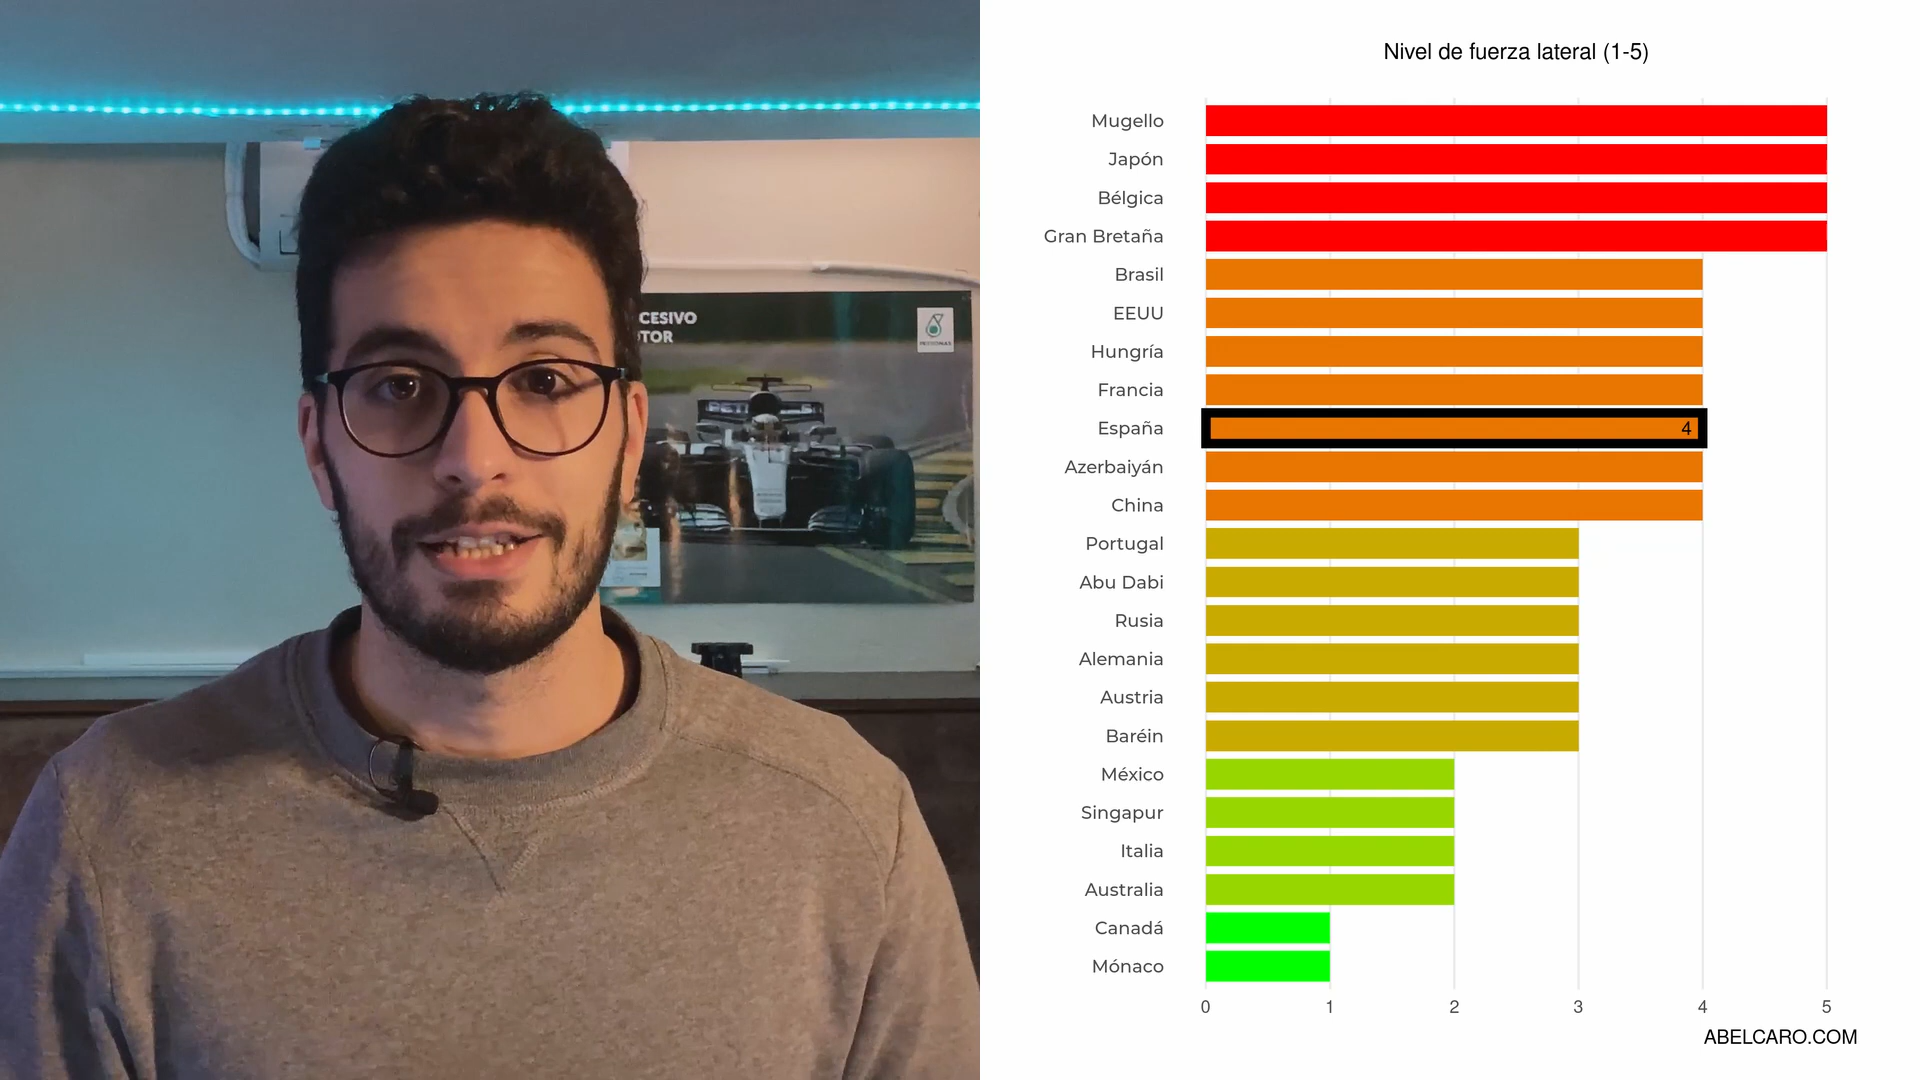 CESIVO
TOR
PETRONAS
Nivel de fuerza lateral (1-5)
Mugello
Japón
Bélgica
Gran Bretaña
Brasil
EEUU
Hungría
Francia
España 4
Azerbaiyán
China
Portugal
Abu Dabi
Rusia
Alemania
Austria
Baréin
México
Singapur
Italia
Australia
Canadá
Mónaco
0 1 2 3 4 5
ABELCARO.COM